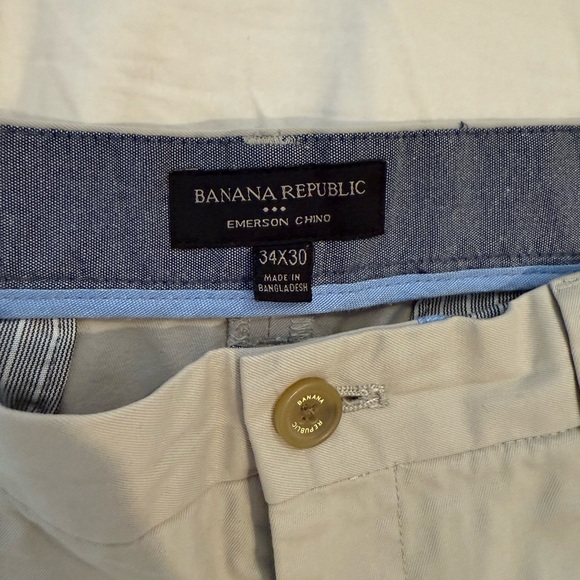 BANANA REPUBLIC
EMERSON CHINO
34X30
MADE IN
BANGLADESH
BANANA
REPUBLIC